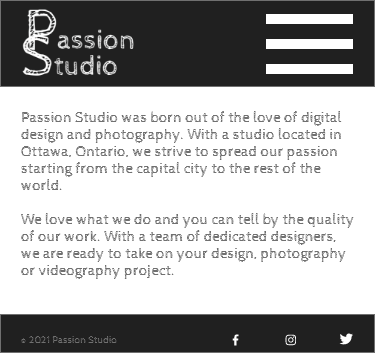 Passion
Studio
Passion Studio was born out of the love of digital
design and photography. With a studio located in
Ottawa, Ontario, we strive to spread our passion
starting from the capital city to the rest of the
world.
We love what we do and you can tell by the quality
of our work. With a team of dedicated designers,
we are ready to take on your design, photography
or videography project.
© 2021 Passion Studio